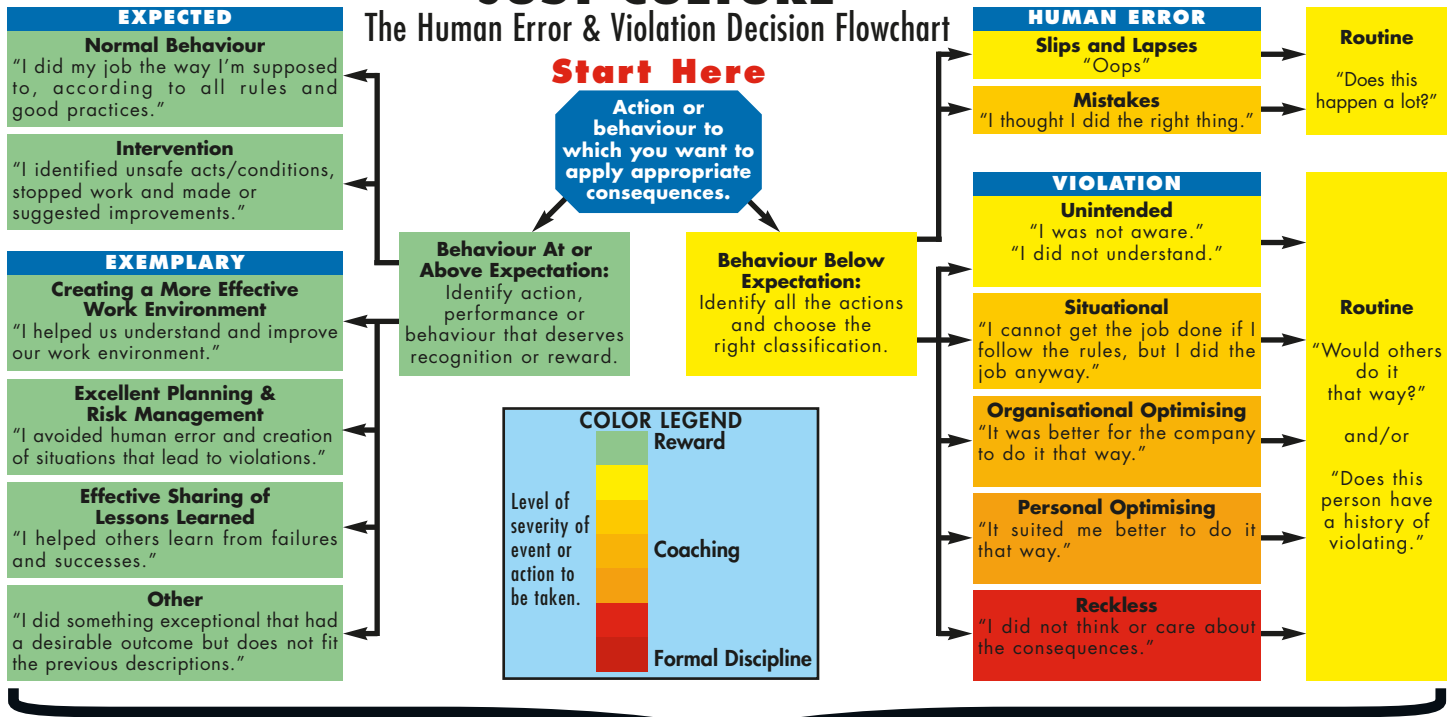 JUST CULTURE
The Human Error & Violation Decision Flowchart
Start Here
Action or
behaviour to
which you want to
apply appropriate
consequences.
EXPECTED
Normal Behaviour
“I did my job the way I’m supposed
to, according to all rules and
good practices.”
Intervention
“I identified unsafe acts/conditions,
stopped work and made or
suggested improvements.”
EXEMPLARY
Creating a More Effective
Work Environment
“I helped us understand and improve
our work environment.”
Excellent Planning &
Risk Management
“I avoided human error and creation
of situations that lead to violations.”
Effective Sharing of
Lessons Learned
“I helped others learn from failures
and successes.”
Other
“I did something exceptional that had
a desirable outcome but does not fit
the previous descriptions.”
Behaviour At or
Above Expectation:
Identify action,
performance or
behaviour that deserves
recognition or reward.
Behaviour Below
Expectation:
Identify all the actions
and choose the
right classification.
COLOR LEGEND
Reward
Level of
severity of
event or
action to
be taken.
Coaching
Formal Discipline
HUMAN ERROR
Slips and Lapses
“Oops”
Mistakes
“I thought I did the right thing.”
Routine
“Does this
happen a lot?”
VIOLATION
Unintended
“I was not aware.”
“I did not understand.”
Situational
“I cannot get the job done if I
follow the rules, but I did the
job anyway.”
Organisational Optimising
“It was better for the company
to do it that way.”
Personal Optimising
“It suited me better to do it
that way.”
Reckless
“I did not think or care about
the consequences.”
Routine
“Would others
do it
that way?”
and/or
“Does this
person have
a history of
violating.”